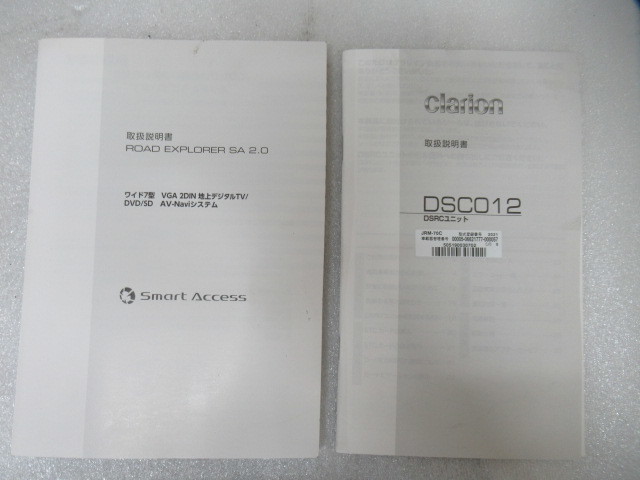 取扱説明書
ROAD EXPLORER SA 2.0
ワイド7型 VGA 2DIN 地上デジタルTV/
DVD/SD AV-Naviシステム
Smart Access
Clarion
取扱説明書
DSC012
DSRCユニット
JRM-11C